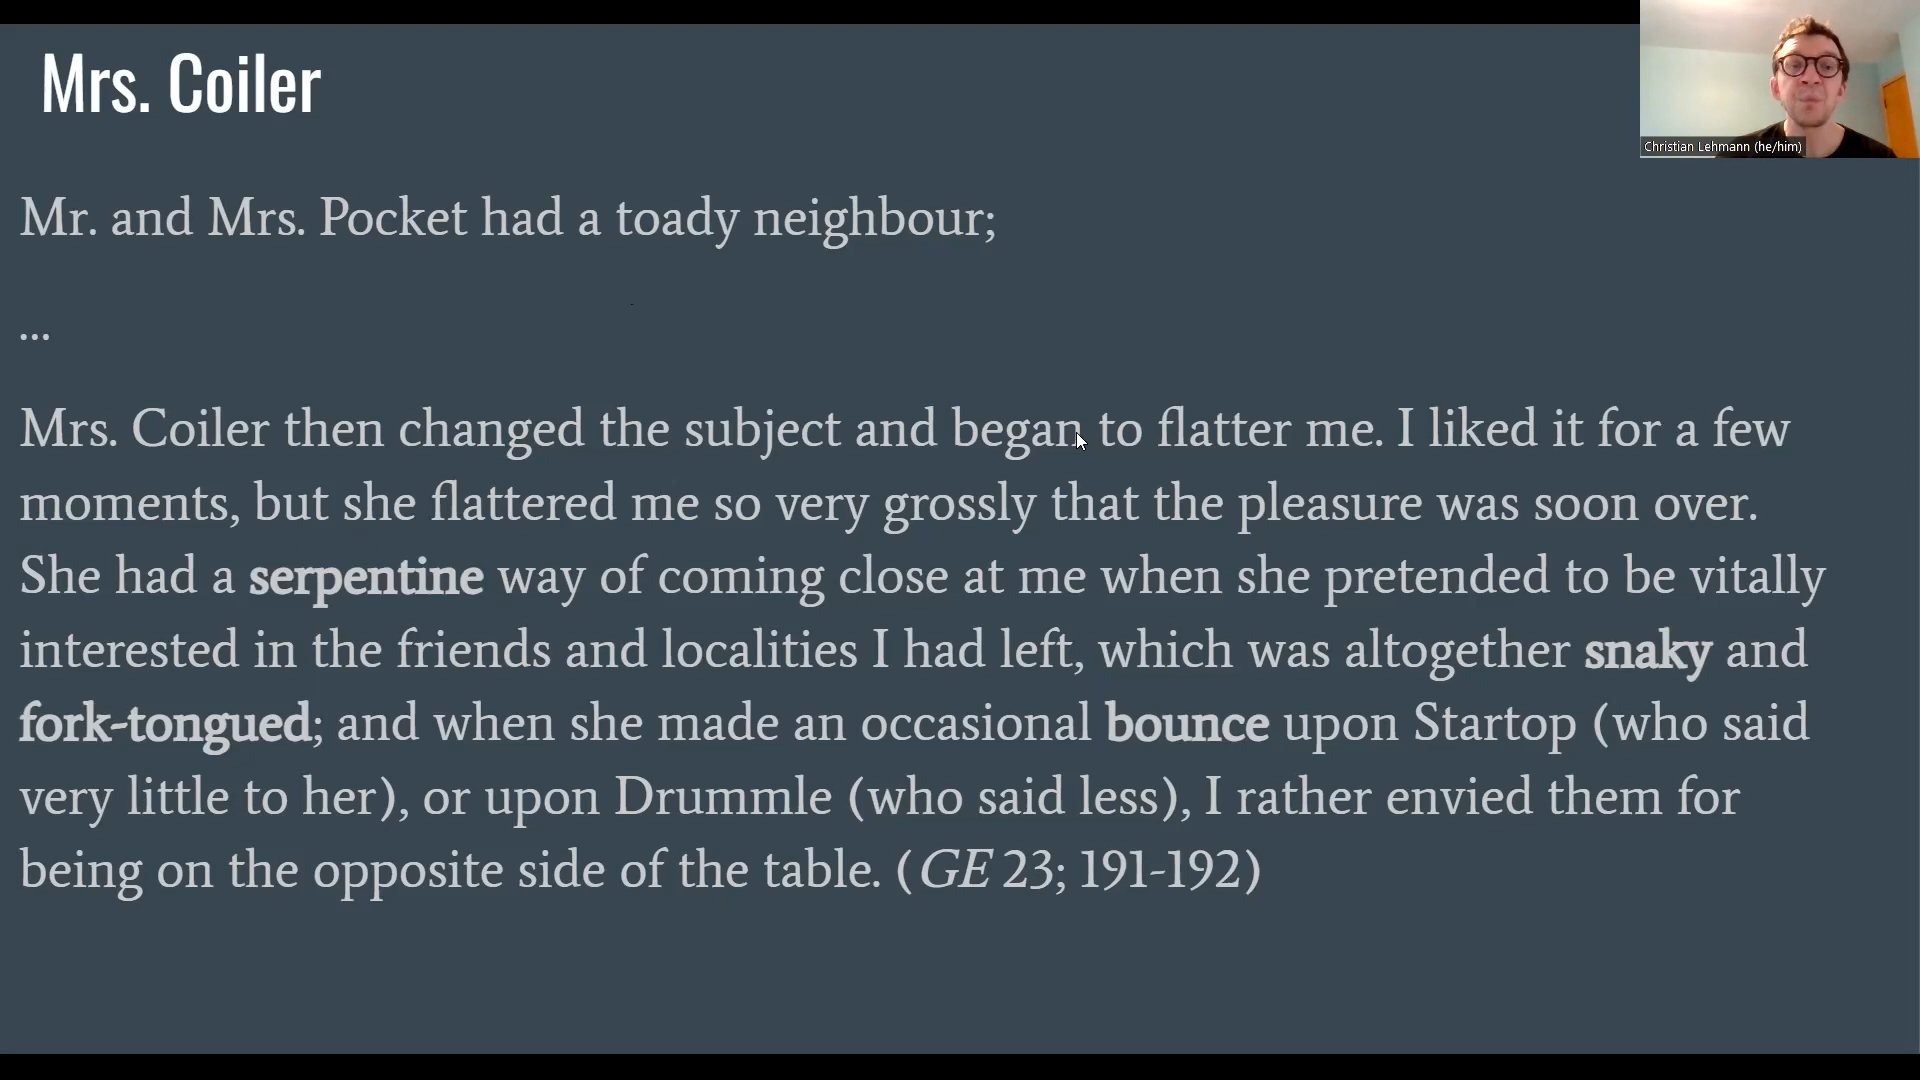 Mrs. Coiler
Christian Lehmann (he/him)
Mr. and Mrs. Pocket had a toady neighbour;
...
Mrs. Coiler then changed the subject and began to flatter me. I liked it for a few
moments, but she flattered me so very grossly that the pleasure was soon over.
She had a serpentine way of coming close at me when she pretended to be vitally
interested in the friends and localities I had left, which was altogether snaky and
fork-tongued; and when she made an occasional bounce upon Startop (who said
very little to her), or upon Drummle (who said less), I rather envied them for
being on the opposite side of the table. (GE 23; 191-192)